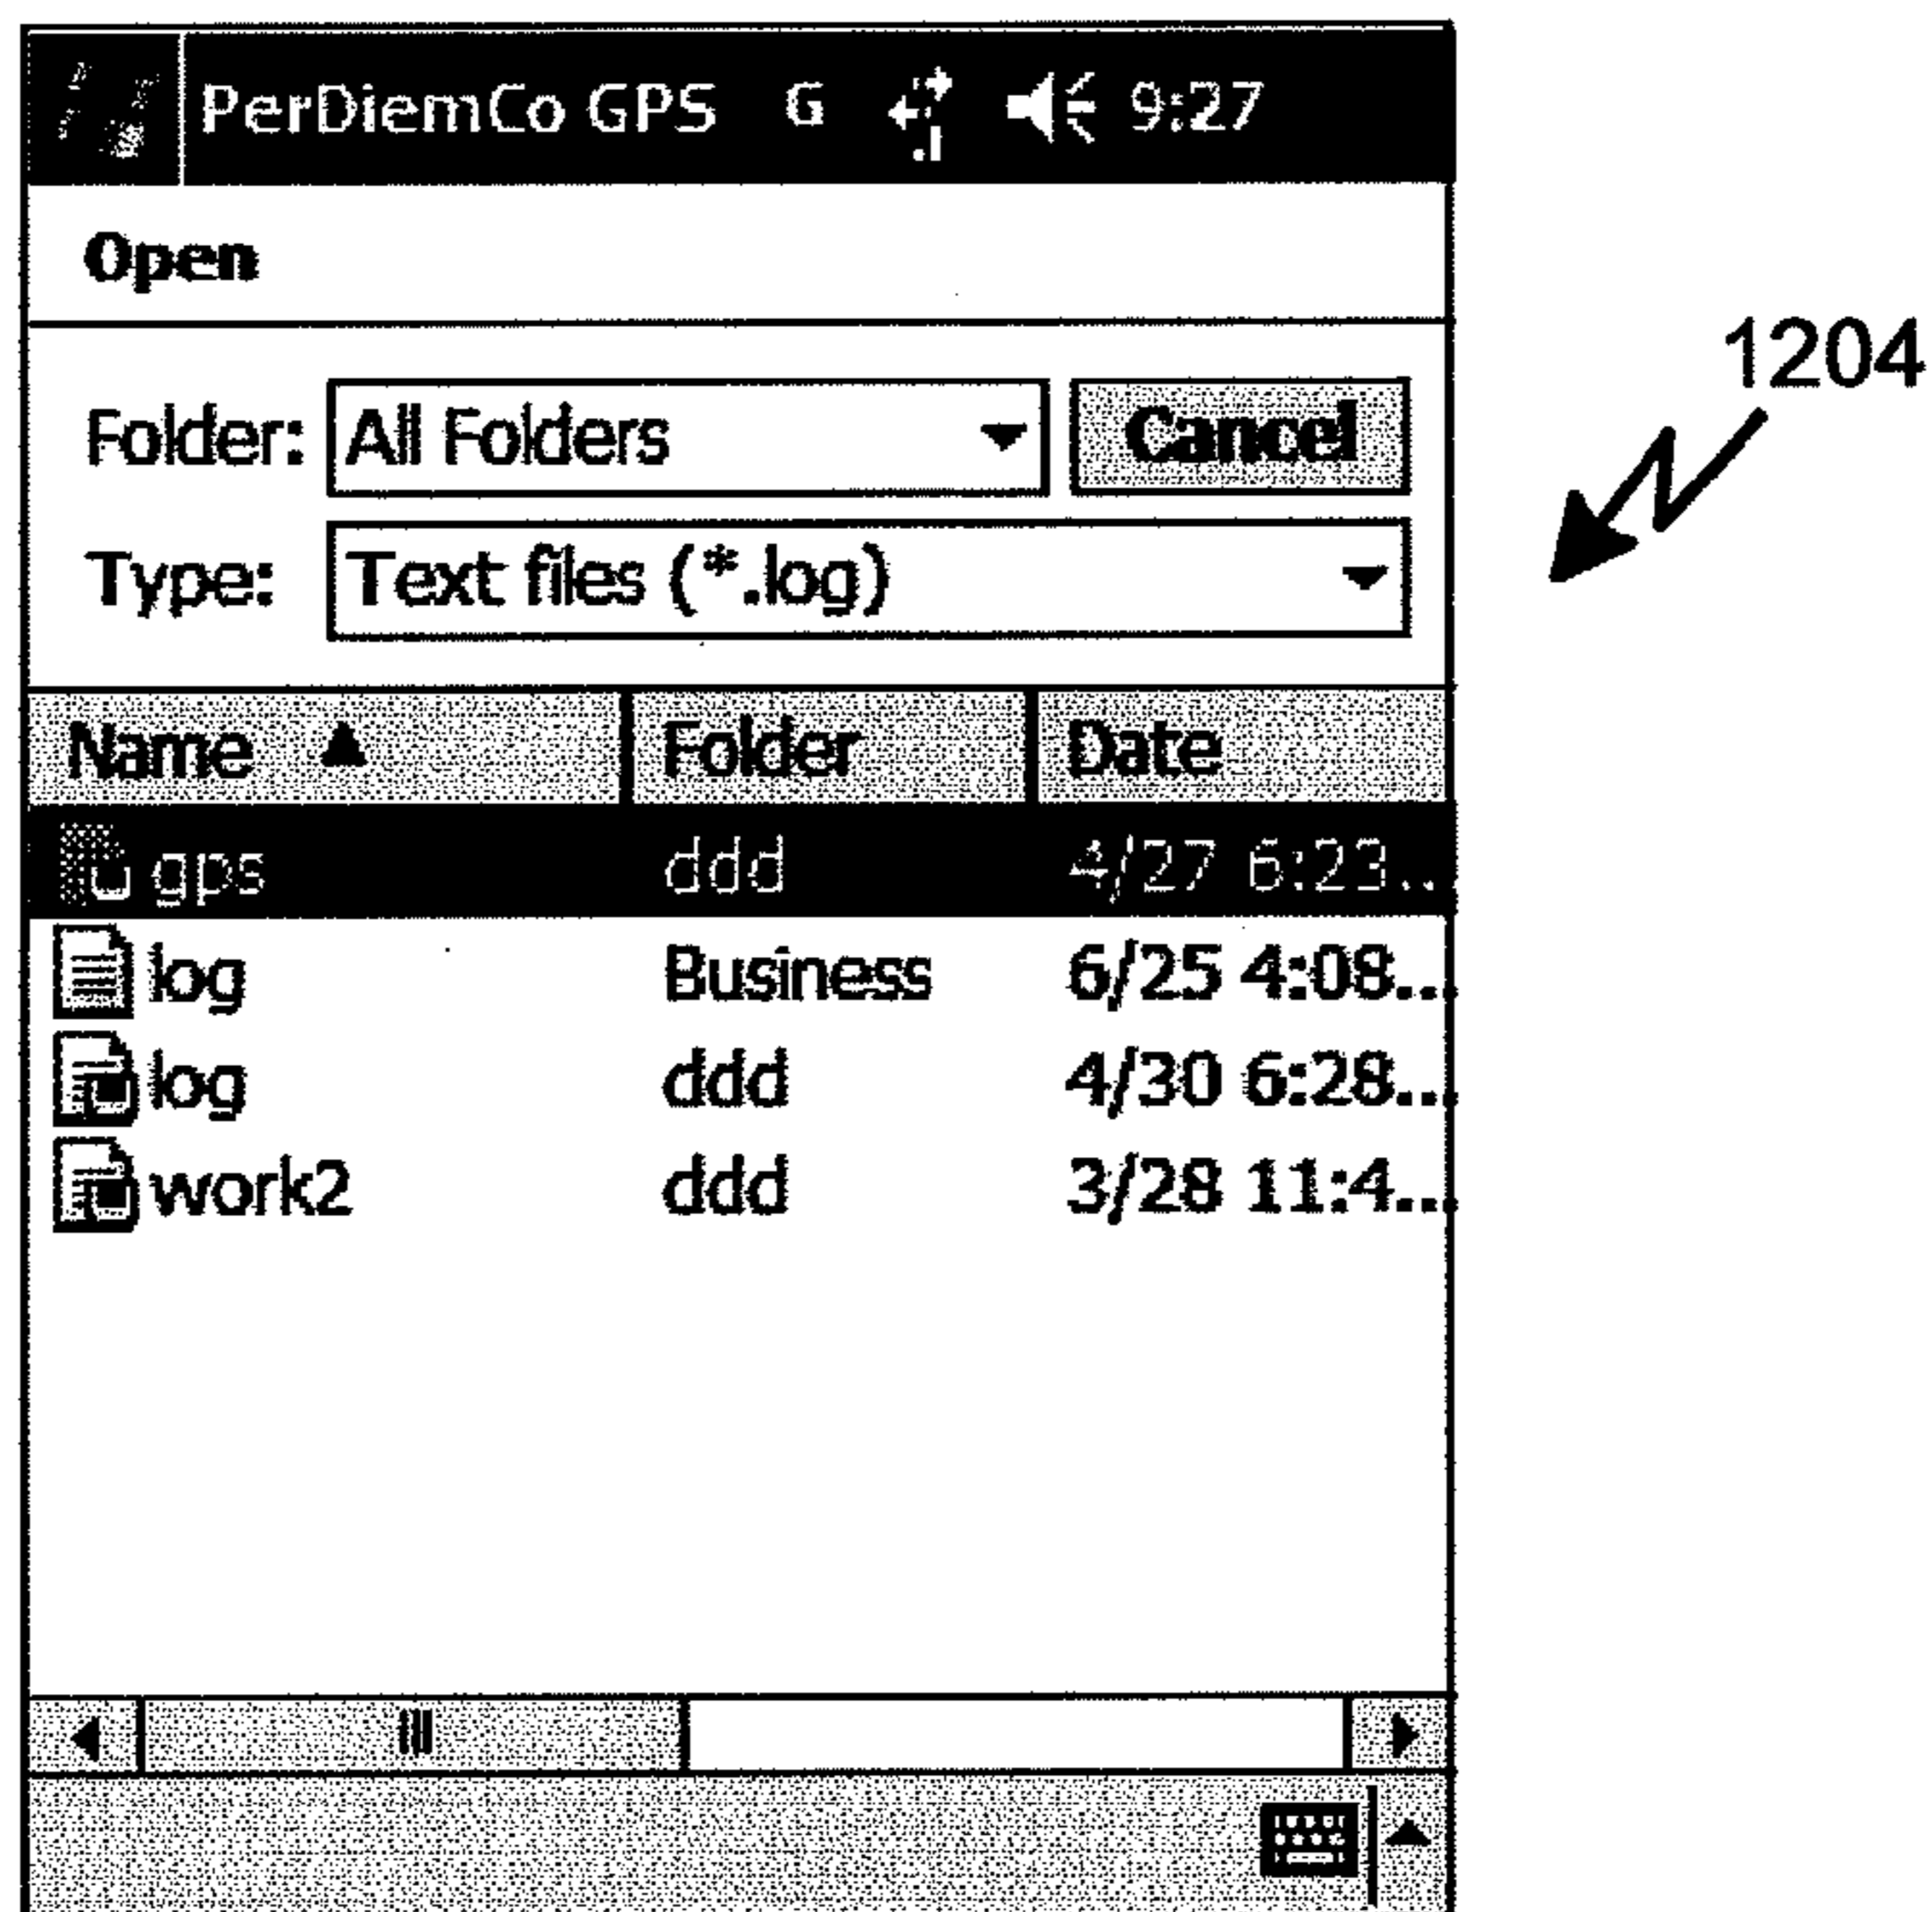 PerDiemCo GPS G 9:27
Open
1204
Folder: All Folders Cancel
Type: Text files (*.log)
Name Folder Date
gps ddd 4/27 6:23...
log Business 6/25 4:08...
log ddd 4/30 6:28...
work2 ddd 3/28 11:4...